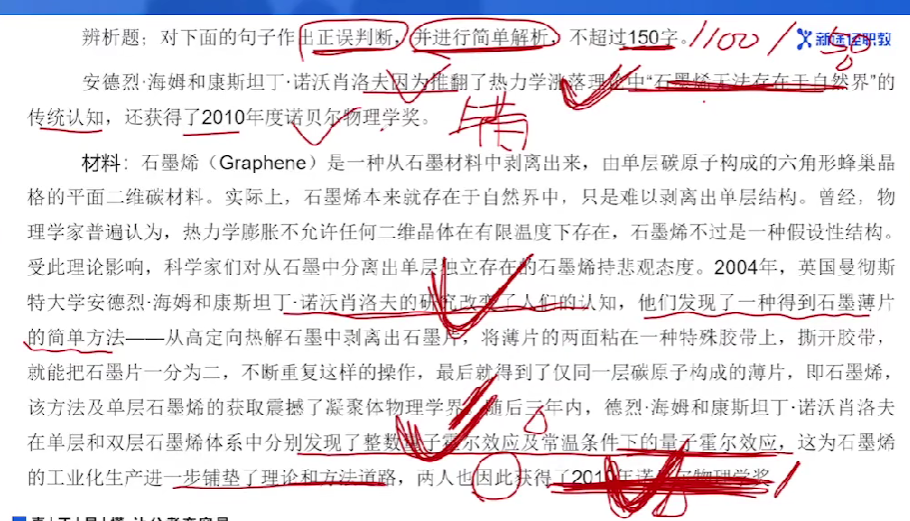 辨析题：对下面的句子作出正误判断，并进行简单解析，不超过150字。 1100 / 50
新途径职教
安德烈·海姆和康斯坦丁·诺沃肖洛夫因为推翻了热力学涨落理论中“石墨烯无法存在于自然界”的
传统认知，还获得了2010年度诺贝尔物理学奖。 错
材料：石墨烯（Graphene）是一种从石墨材料中剥离出来，由单层碳原子构成的六角形蜂巢晶
格的平面二维碳材料。实际上，石墨烯本来就存在于自然界中，只是难以剥离出单层结构。曾经，物
理学家普遍认为，热力学膨胀不允许任何二维晶体在有限温度下存在，石墨烯不过是一种假设性结构。
受此理论影响，科学家们对从石墨中分离出单层独立存在的石墨烯持悲观态度。2004年，英国曼彻斯
特大学安德烈·海姆和康斯坦丁·诺沃肖洛夫的研究改变了人们的认知，他们发现了一种得到石墨薄片
的简单方法——从高定向热解石墨中剥离出石墨片，将薄片的两面粘在一种特殊胶带上，撕开胶带，
就能把石墨片一分为二，不断重复这样的操作，最后就得到了仅同一层碳原子构成的薄片，即石墨烯，
该方法及单层石墨烯的获取震撼了凝聚体物理学界。随后三年内，德烈·海姆和康斯坦丁·诺沃肖洛夫
在单层和双层石墨烯体系中分别发现了整数量子霍尔效应及常温条件下的量子霍尔效应，这为石墨烯
的工业化生产进一步铺垫了理论和方法道路，两人也因此获得了2010年诺贝尔物理学奖